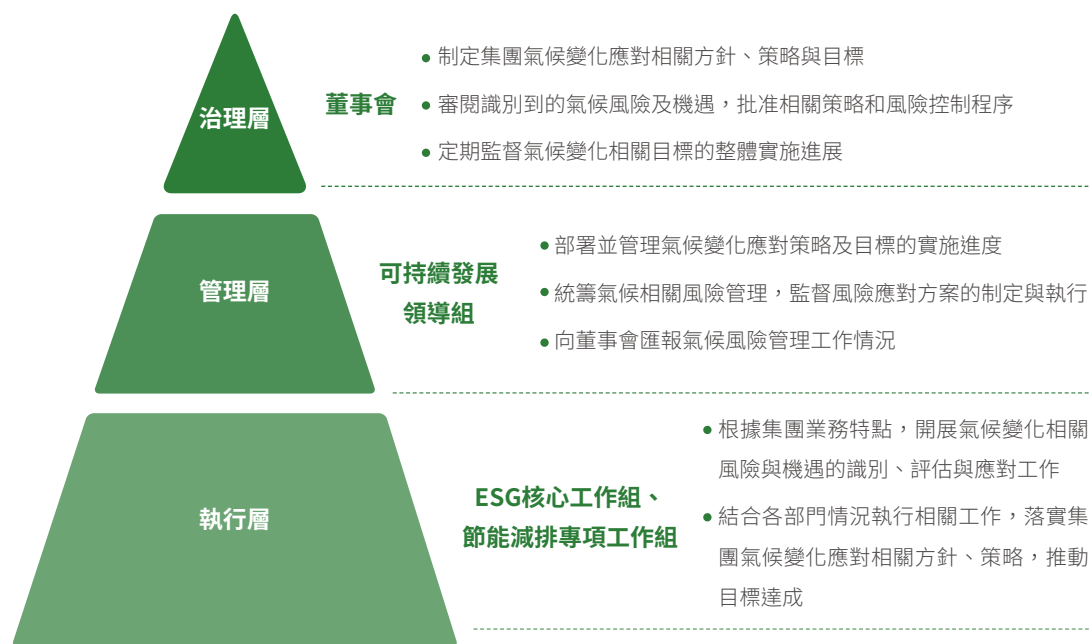 治理層
董事會
• 制定集團氣候變化應對相關方針、策略與目標
• 審閱識別到的氣候風險及機遇，批准相關策略和風險控制程序
• 定期監督氣候變化相關目標的整體實施進展
管理層
可持續發展
領導組
• 部署並管理氣候變化應對策略及目標的實施進度
• 統籌氣候相關風險管理，監督風險應對方案的制定與執行
• 向董事會匯報氣候風險管理工作情況
執行層
ESG核心工作組、
節能減排專項工作組
• 根據集團業務特點，開展氣候變化相關
風險與機遇的識別、評估與應對工作
• 結合各部門情況執行相關工作，落實集
團氣候變化應對相關方針、策略，推動
目標達成